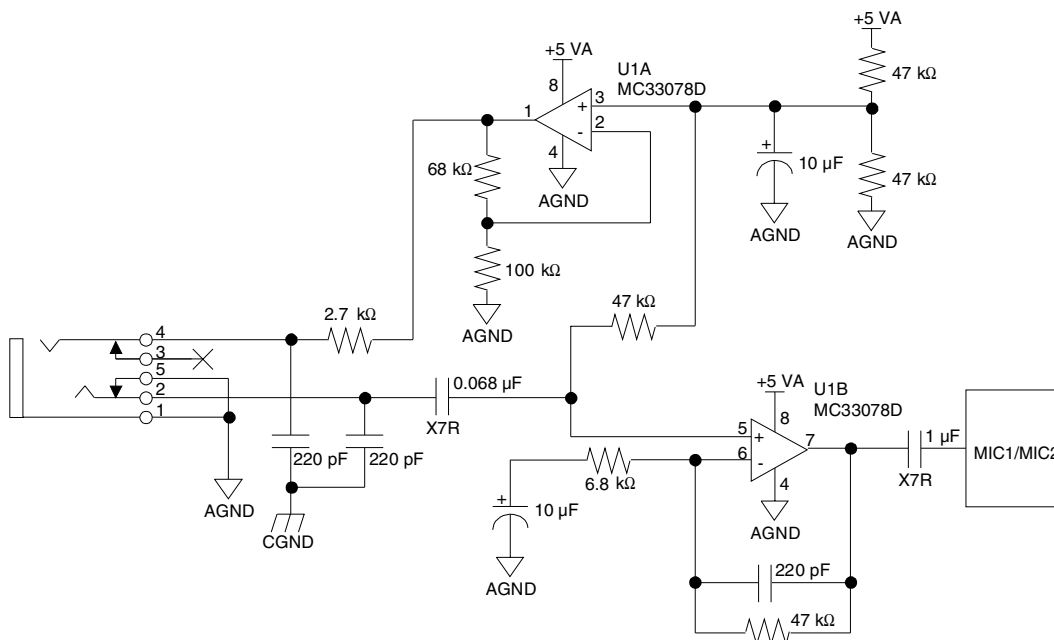 +5 VA
+5 VA
U1A
MC33078D
47 kΩ
8
3
1
+
2
-
4
68 kΩ
+
10 µF
47 kΩ
AGND
AGND
AGND
100 kΩ
47 kΩ
AGND
2.7 kΩ
4
3
5
2
1
0.068 µF
X7R
+5 VA
U1B
MC33078D
8
5
+
7
6
-
4
1 µF
MIC1/MIC2
X7R
220 pF
220 pF
6.8 kΩ
+
10 µF
AGND
CGND
AGND
AGND
220 pF
47 kΩ